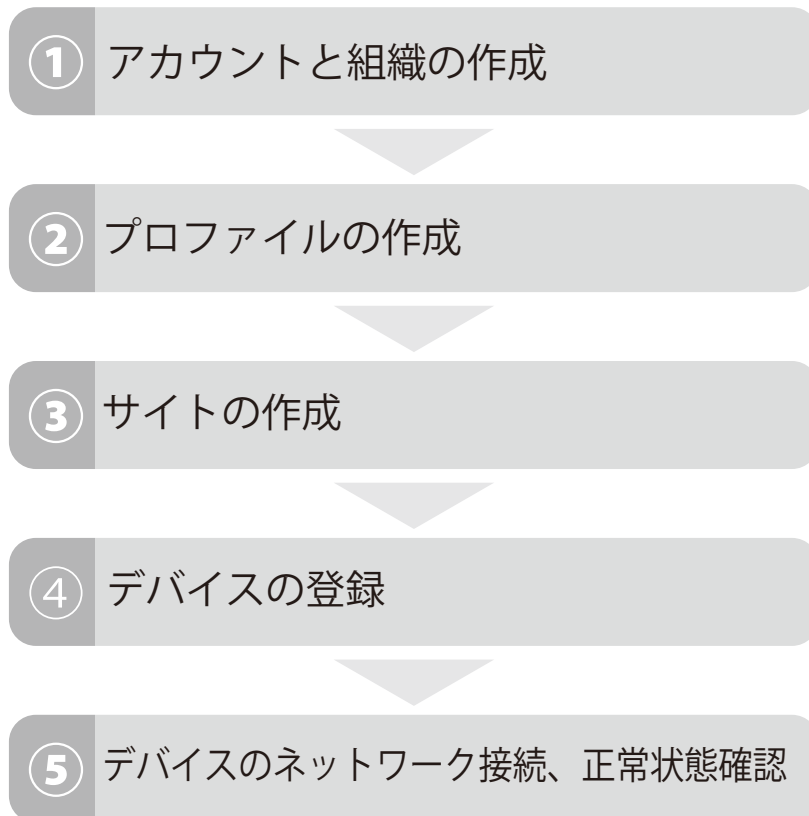 ① アカウントと組織の作成
② プロファイルの作成
③ サイトの作成
④ デバイスの登録
⑤ デバイスのネットワーク接続、正常状態確認